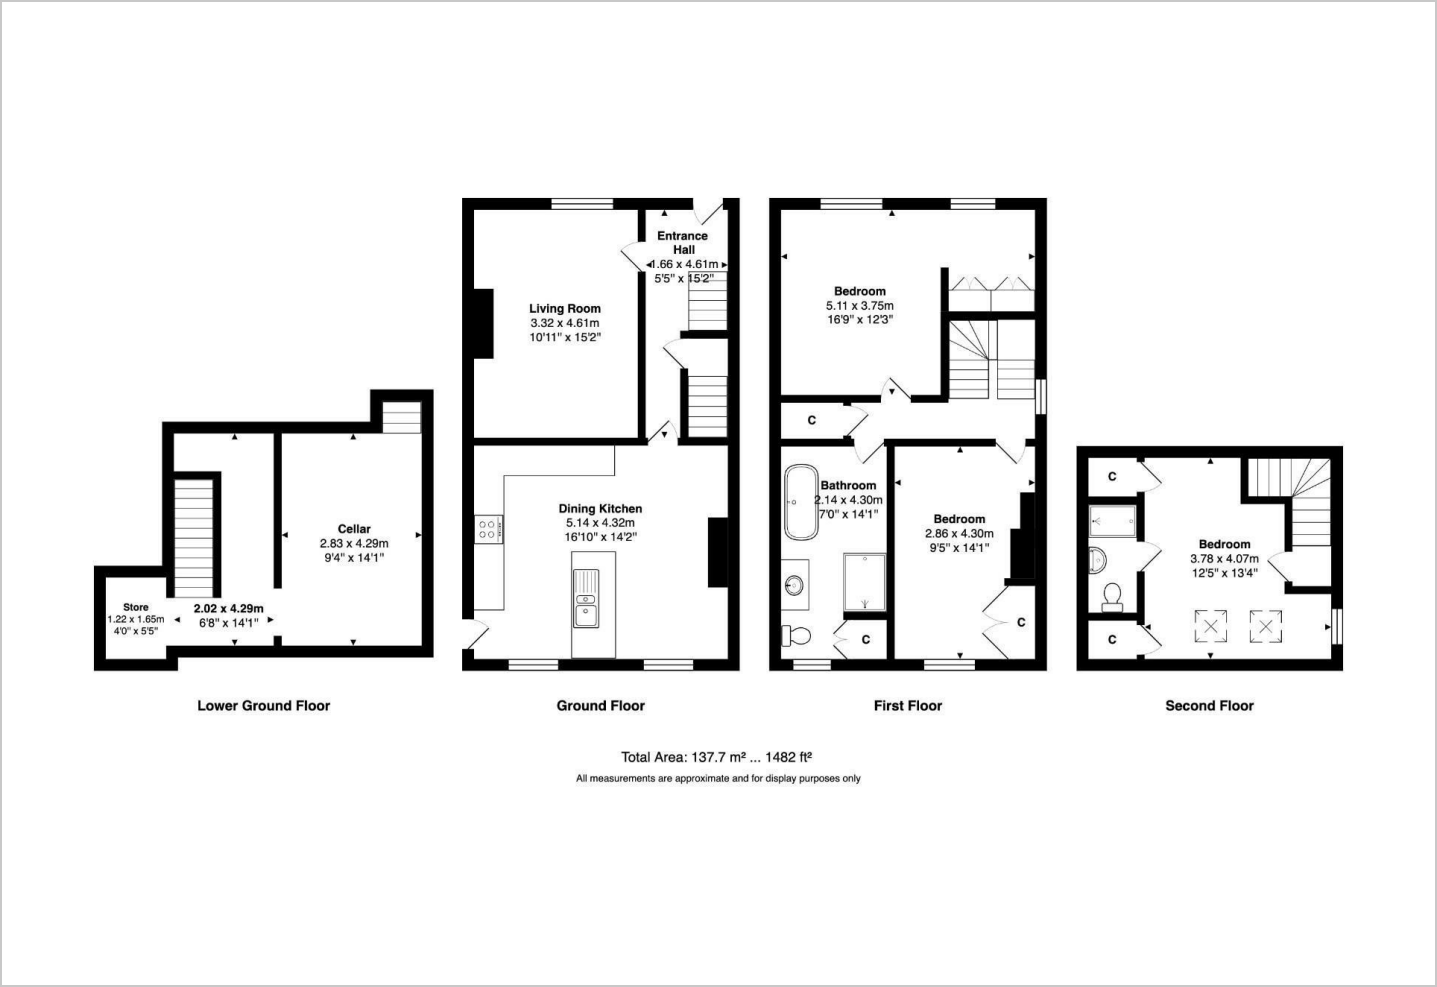 Entrance
Hall
1.66 x 4.61m
5'5" x 15'2"
Living Room
3.32 x 4.61m
10'11" x 15'2"
Dining Kitchen
5.14 x 4.32m
16'10" x 14'2"
Bedroom
5.11 x 3.75m
16'9" x 12'3"
C
Bathroom
2.14 x 4.30m
7'0" x 14'1"
Bedroom
2.86 x 4.30m
9'5" x 14'1"
C
C
Cellar
2.83 x 4.29m
9'4" x 14'1"
Store
1.22 x 1.65m
4'0" x 5'5"
2.02 x 4.29m
6'8" x 14'1"
C
Bedroom
3.78 x 4.07m
12'5" x 13'4"
C
Lower Ground Floor
Ground Floor
First Floor
Second Floor
Total Area: 137.7 m² ... 1482 ft²
All measurements are approximate and for display purposes only